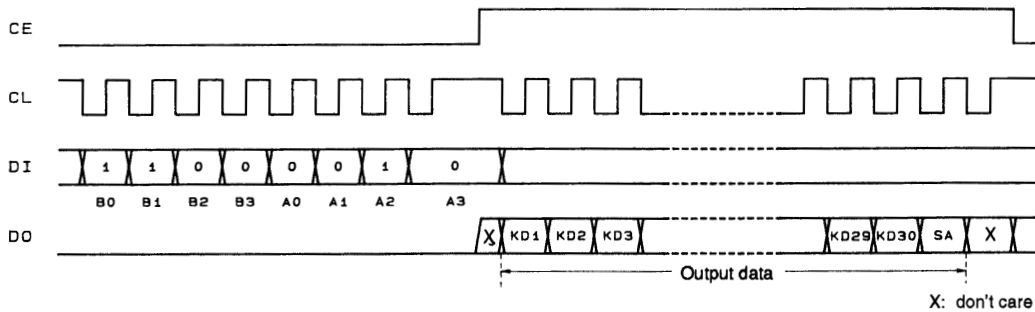 CE
CL
DI 1 1 0 0 0 0 1 0
B0 B1 B2 B3 A0 A1 A2 A3
DO X KD1 KD2 KD3 KD29 KD30 SA X
Output data
X: don't care